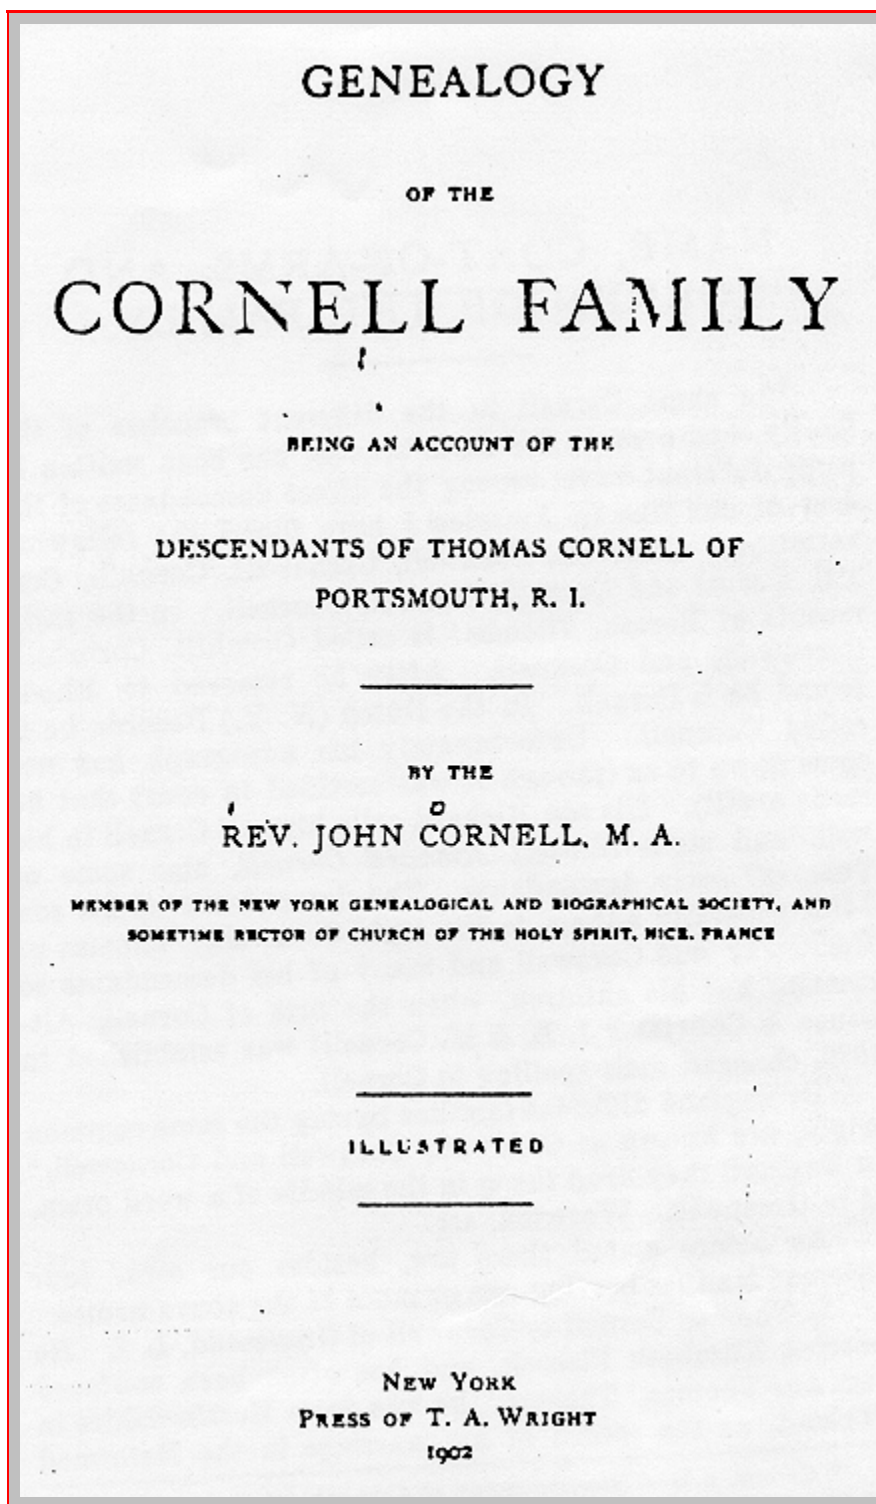 GENEALOGY
OF THE
CORNELL FAMILY
BEING AN ACCOUNT OF THE
DESCENDANTS OF THOMAS CORNELL OF
PORTSMOUTH, R. I.
BY THE
REV. JOHN CORNELL, M. A.
MEMBER OF THE NEW YORK GENEALOGICAL AND BIOGRAPHICAL SOCIETY, AND
SOMETIME RECTOR OF CHURCH OF THE HOLY SPIRIT, NICE, FRANCE
ILLUSTRATED
NEW YORK
PRESS OF T. A. WRIGHT
1902